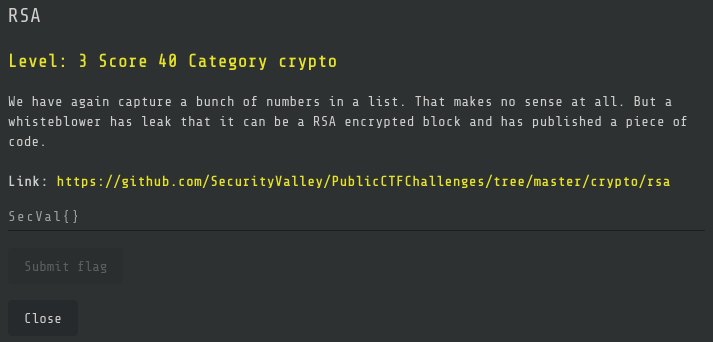 RSA
Level: 3 Score 40 Category crypto
We have again capture a bunch of numbers in a list. That makes no sense at all. But a
whisteblower has leak that it can be a RSA encrypted block and has published a piece of
code.
Link: https://github.com/SecurityValley/PublicCTFChallenges/tree/master/crypto/rsa
SecVal{}
Submit flag
Close